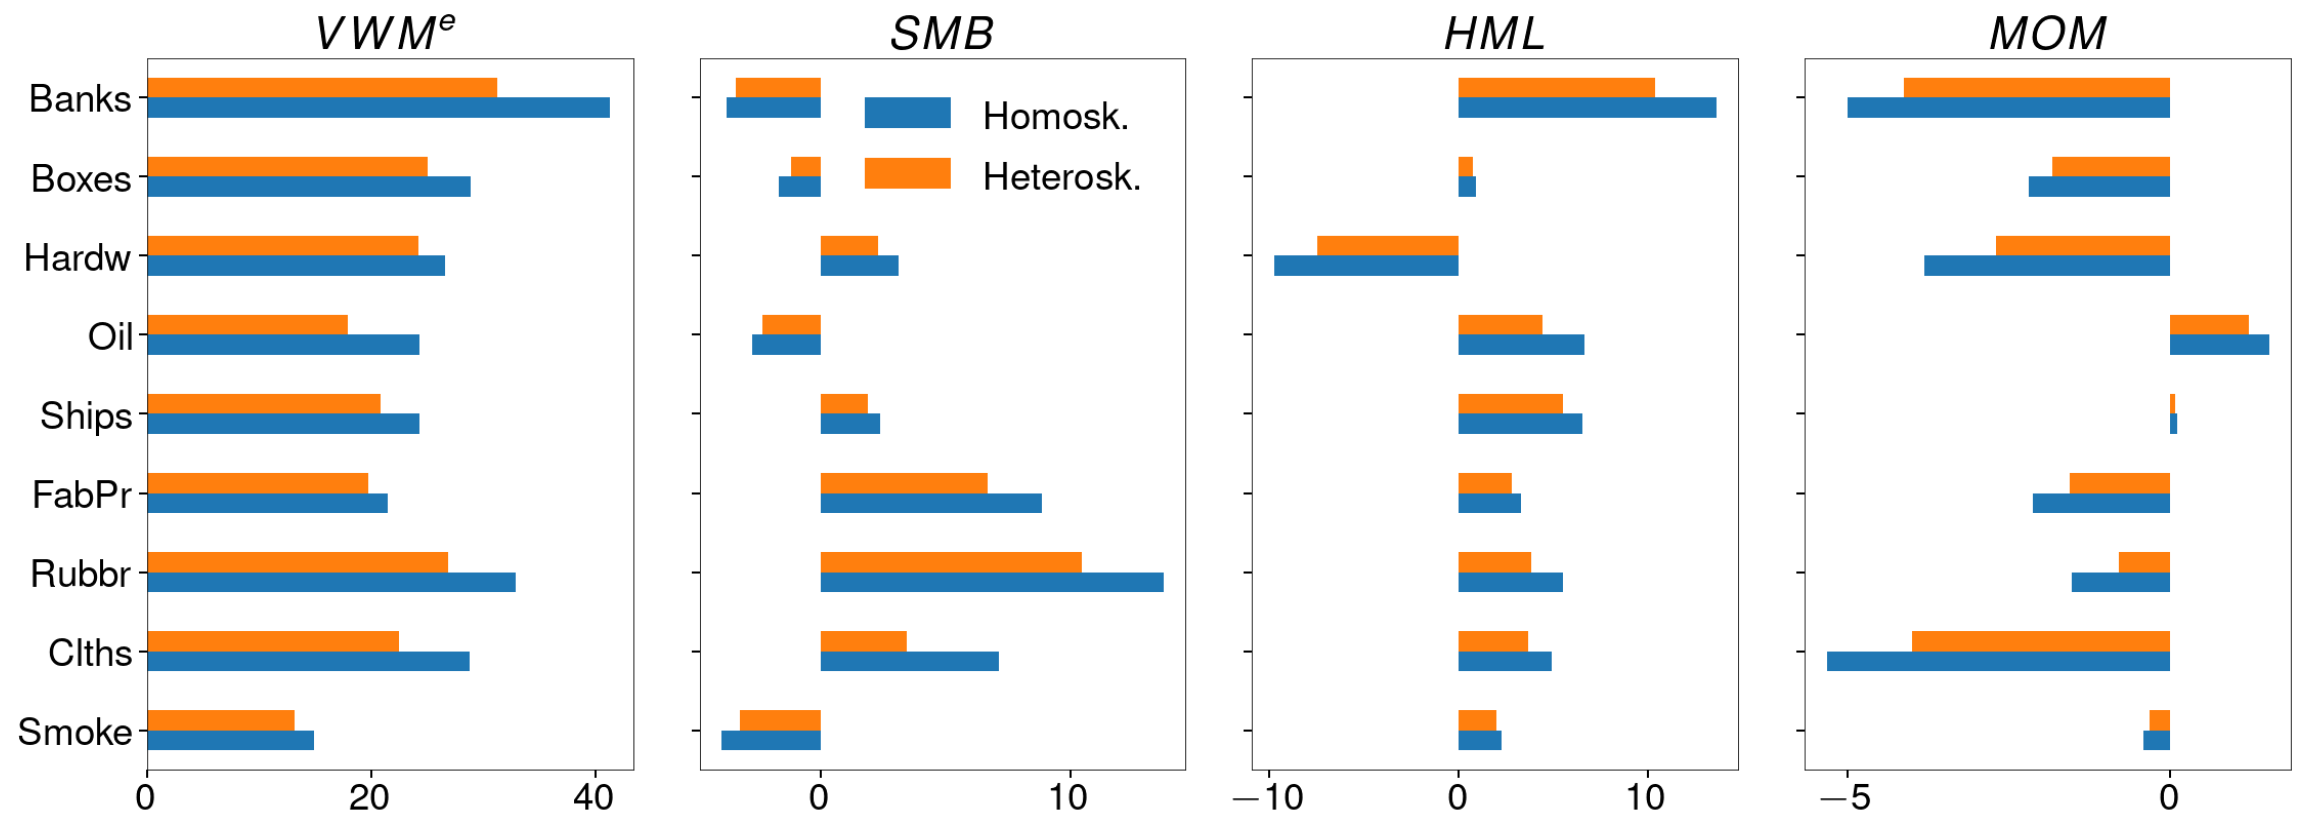 VWMᵉ SMB HML MOM
Banks
Boxes
Hardw
Oil
Ships
FabPr
Rubbr
Clths
Smoke
Homosk.
Heterosk.
0 20 40 0 10 −10 0 10 −5 0